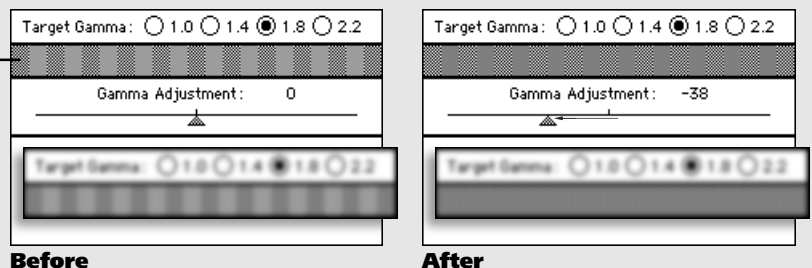 Target Gamma: 1.0 1.4 1.8 2.2
Gamma Adjustment: 0
Target Gamma: 1.0 1.4 1.8 2.2
Before
Target Gamma: 1.0 1.4 1.8 2.2
Gamma Adjustment: -38
Target Gamma: 1.0 1.4 1.8 2.2
After